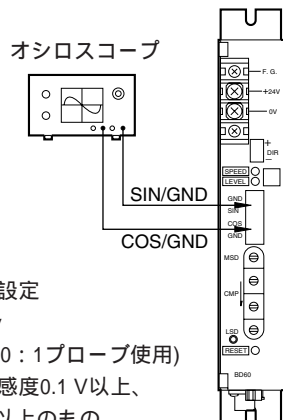 オシロスコープ
F. G.
+24V
0V
+
DIR
−
SPEED
LEVEL
GND
SIN
COS
GND
SIN/GND
COS/GND
MSD
CMP
LSD
RESET
BD60
設定
0：1プローブ使用)
感度0.1 V以上、
以上のもの